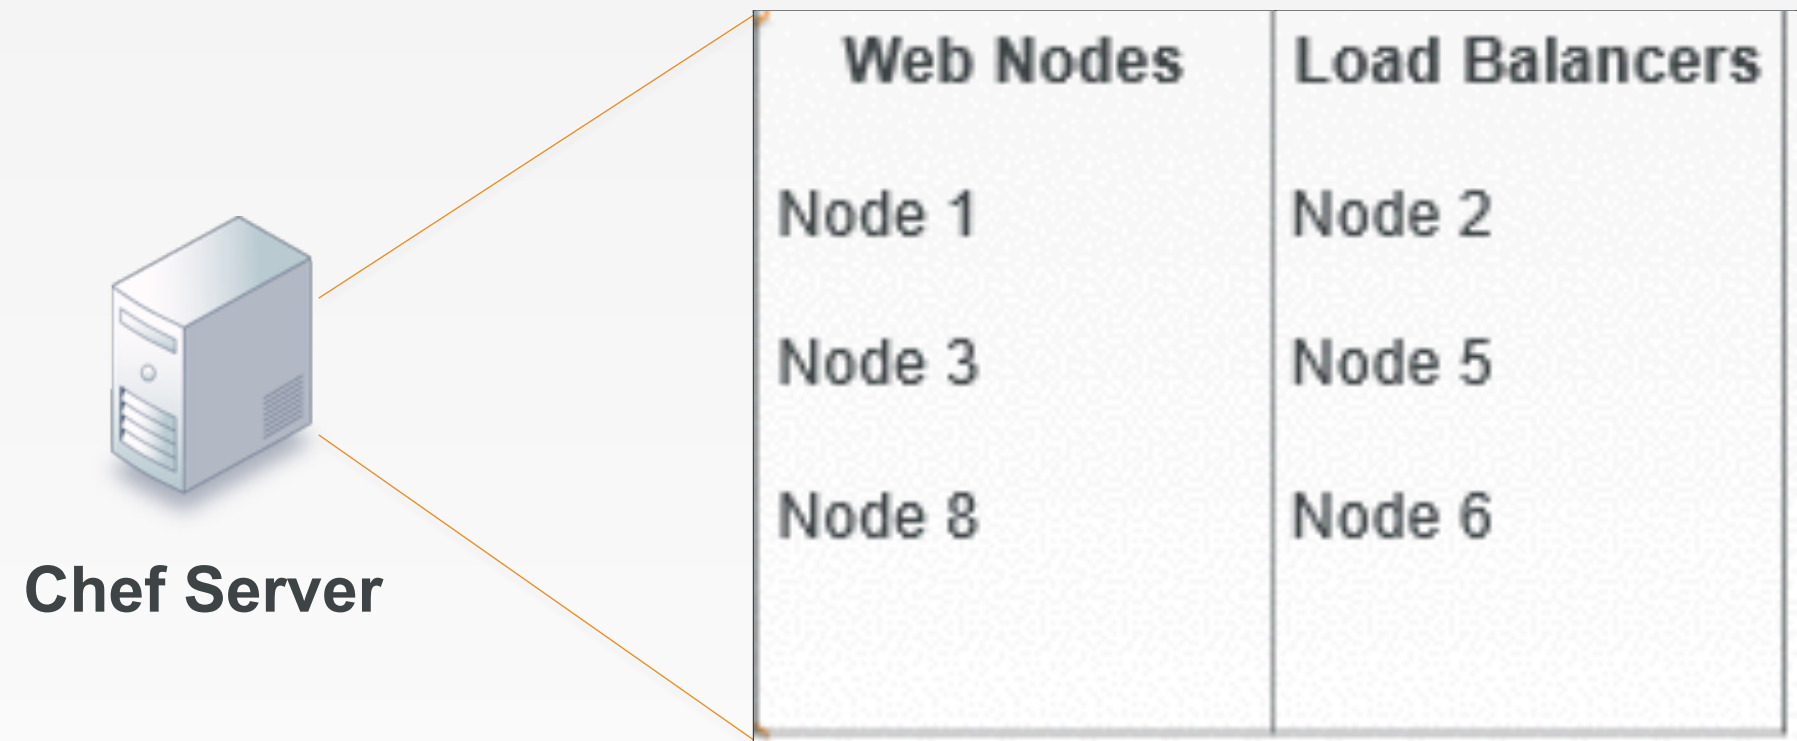 Web Nodes Load Balancers
Node 1 Node 2
Node 3 Node 5
Node 8 Node 6
Chef Server